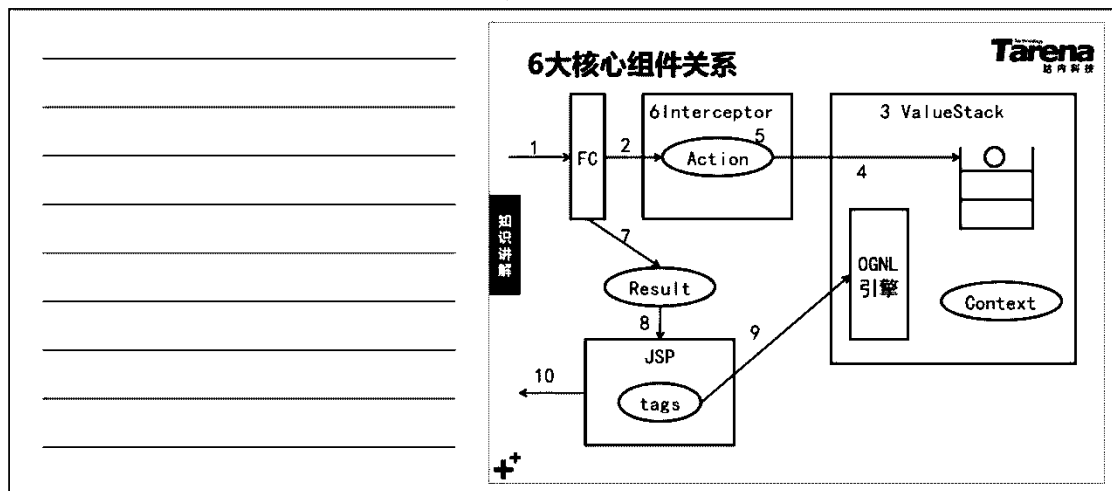 6大核心组件关系
Tarena
达内科技
知识讲解
1
FC
2
6Interceptor
5
Action
3 ValueStack
4
7
Result
OGNL
引擎
Context
8
9
JSP
10
tags